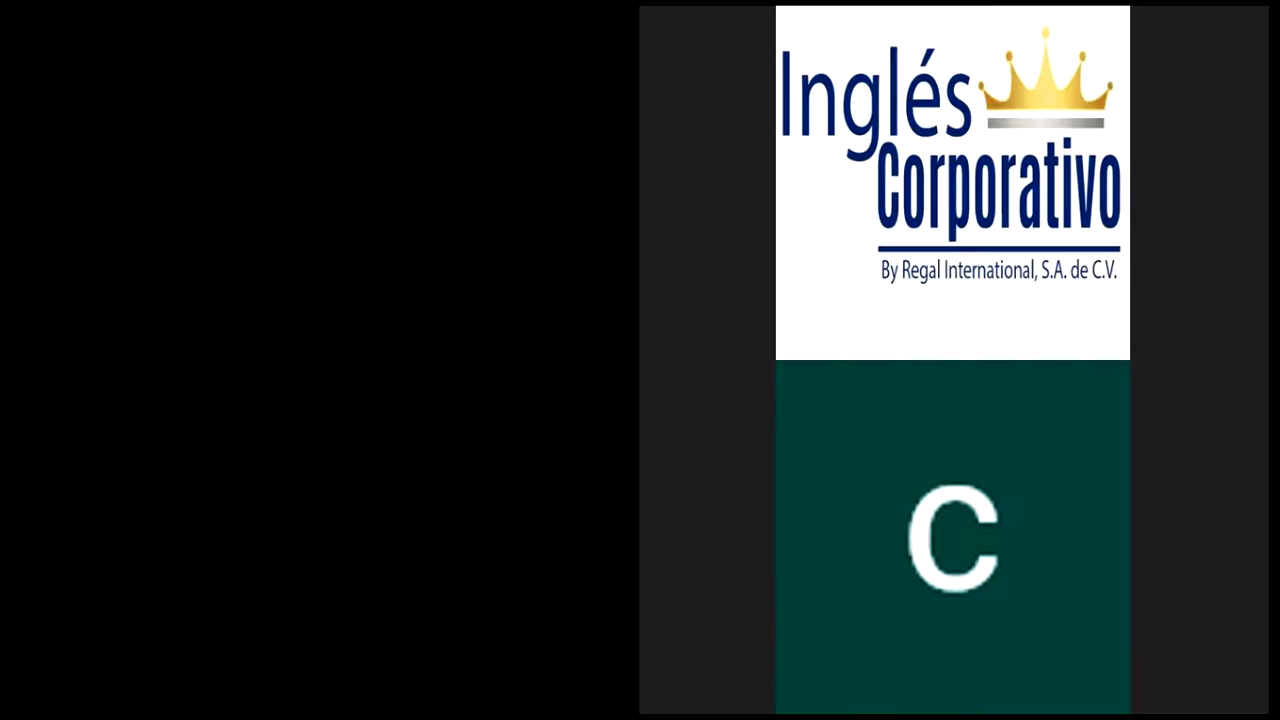 Inglés
Corporativo
By Regal International, S.A. de C.V.
C